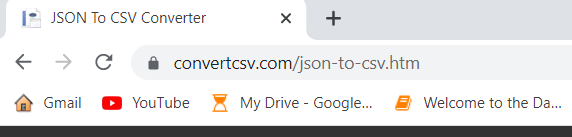 JSON To CSV Converter
convertcsv.com/json-to-csv.htm
Gmail YouTube My Drive - Google... Welcome to the Da...